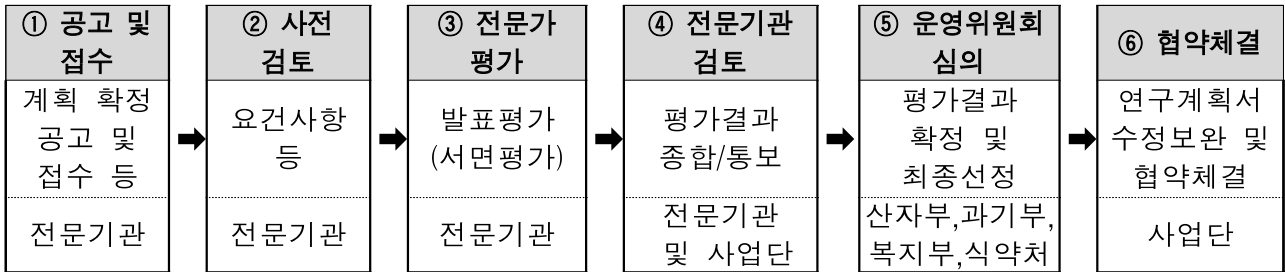 ① 공고 및
접수
계획 확정
공고 및
접수 등
전문기관
② 사전
검토
요건사항
등
전문기관
③ 전문가
평가
발표평가
(서면평가)
전문기관
④ 전문기관
검토
평가결과
종합/통보
전문기관
및 사업단
⑤ 운영위원회
심의
평가결과
확정 및
최종선정
산자부,과기부,
복지부,식약처
⑥ 협약체결
연구계획서
수정보완 및
협약체결
사업단